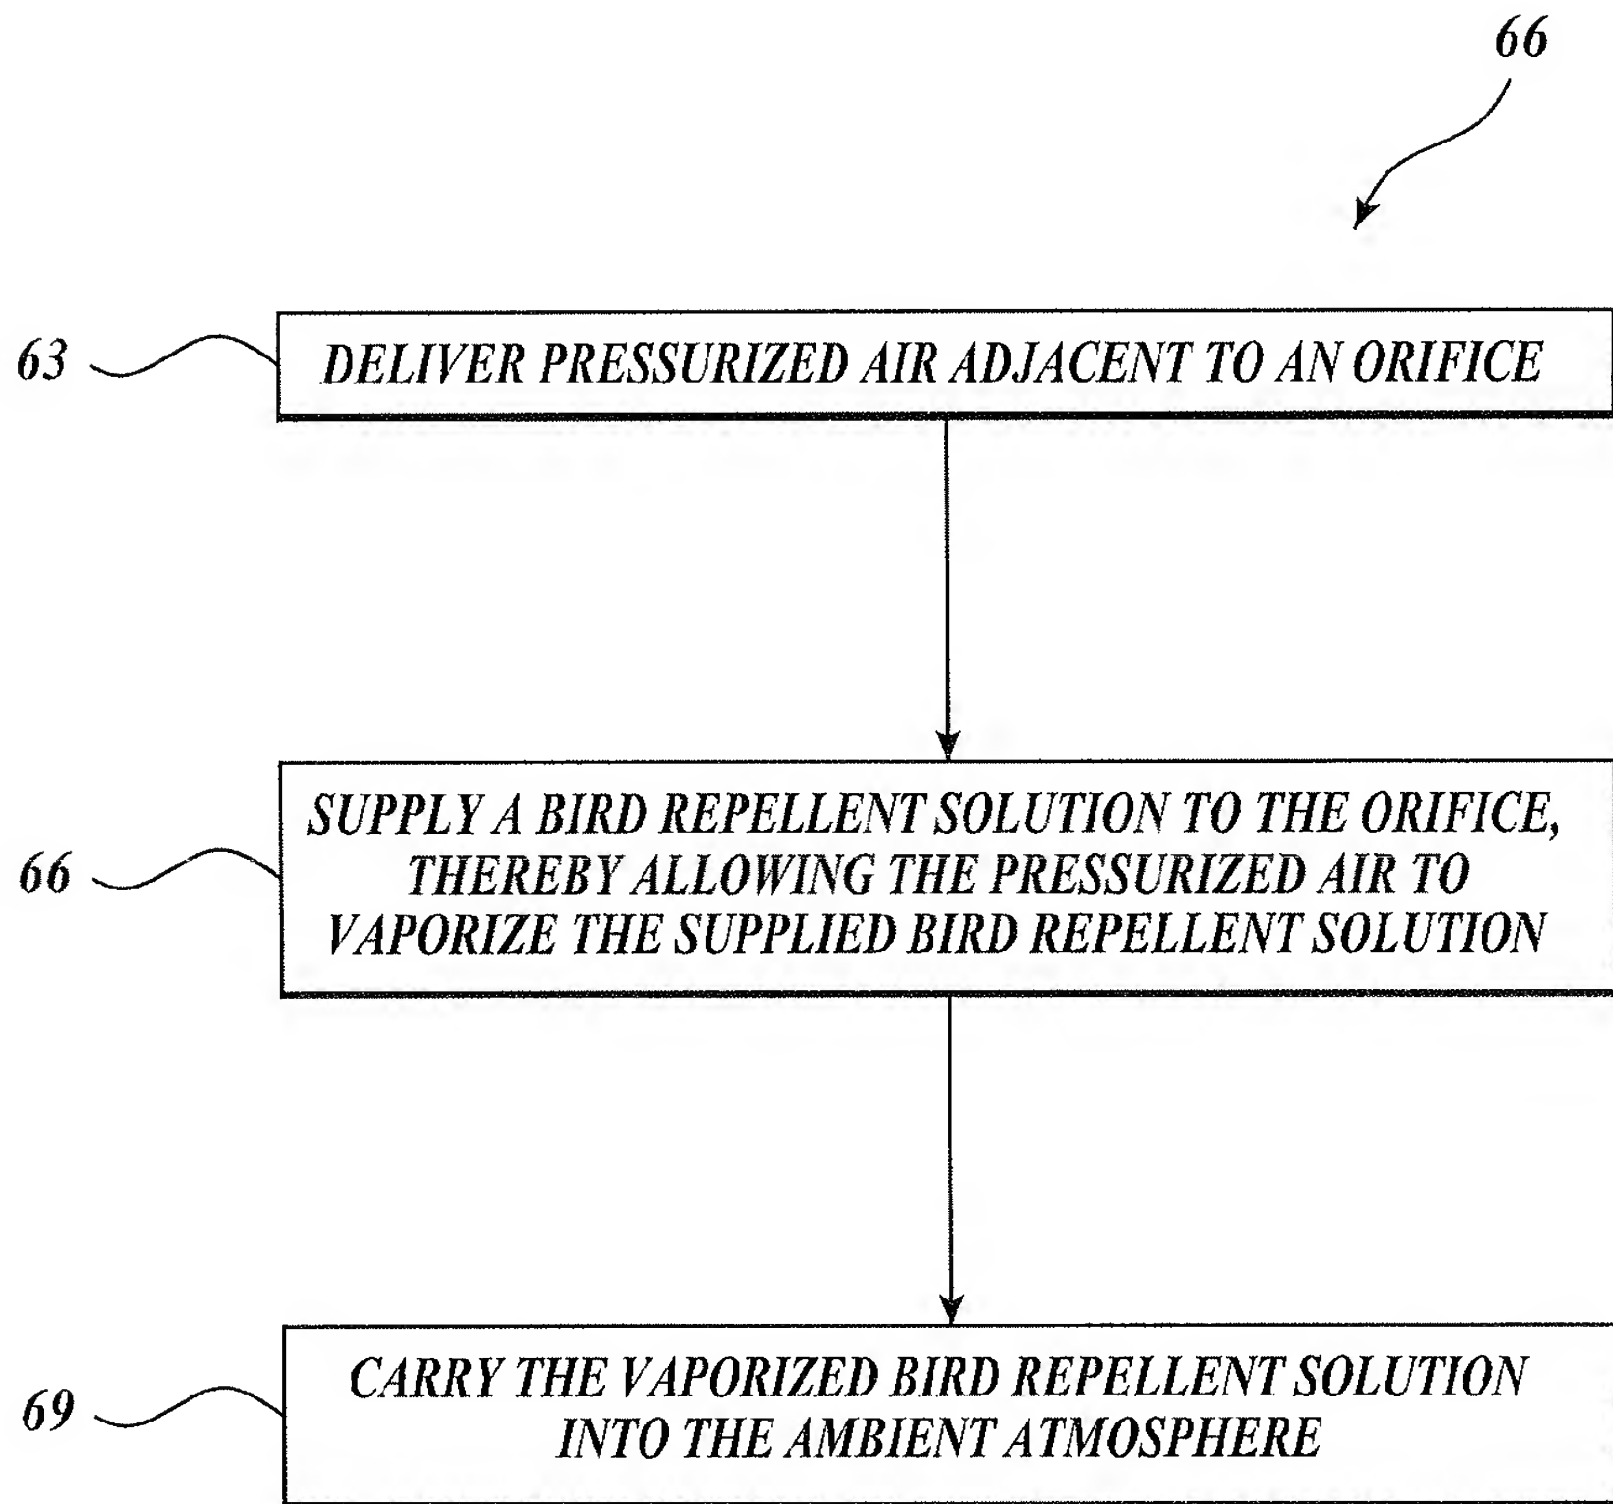 66
63
DELIVER PRESSURIZED AIR ADJACENT TO AN ORIFICE
66
SUPPLY A BIRD REPELLENT SOLUTION TO THE ORIFICE,
THEREBY ALLOWING THE PRESSURIZED AIR TO
VAPORIZE THE SUPPLIED BIRD REPELLENT SOLUTION
69
CARRY THE VAPORIZED BIRD REPELLENT SOLUTION
INTO THE AMBIENT ATMOSPHERE